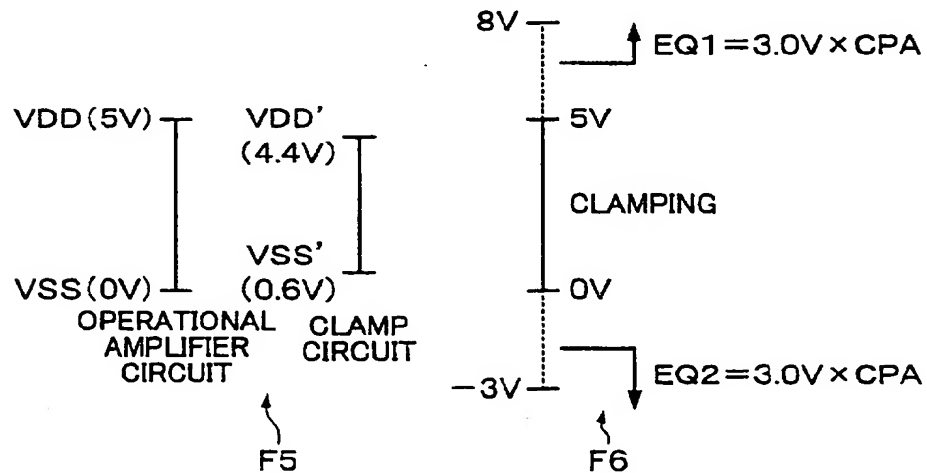 8V
EQ1=3.0V×CPA
VDD(5V)
VDD'
(4.4V)
5V
CLAMPING
VSS(0V)
VSS'
(0.6V)
0V
OPERATIONAL
AMPLIFIER
CIRCUIT
CLAMP
CIRCUIT
-3V
EQ2=3.0V×CPA
F5
F6